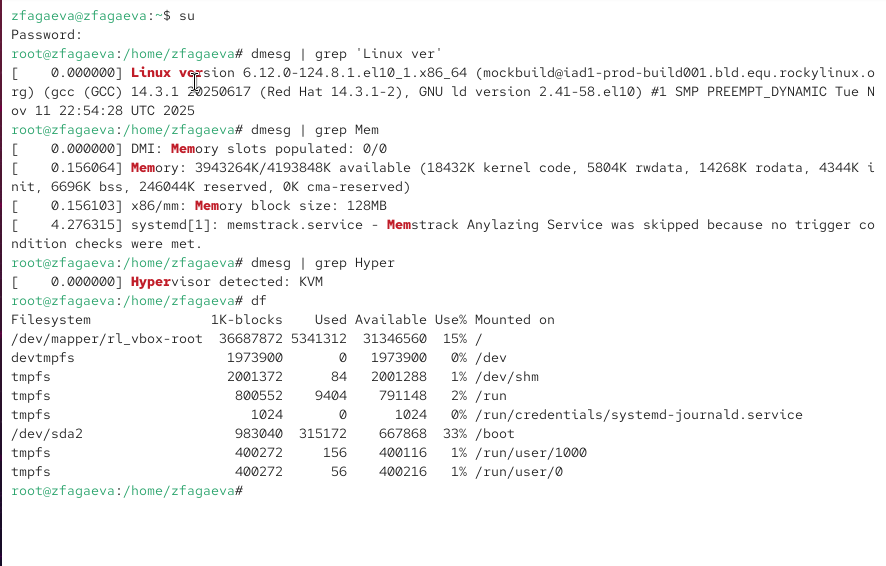 zfagaeva@zfagaeva:~$ su
Password:
root@zfagaeva:/home/zfagaeva# dmesg | grep 'Linux ver'
[    0.000000] Linux version 6.12.0-124.8.1.el10_1.x86_64 (mockbuild@iad1-prod-build001.bld.equ.rockylinux.o
rg) (gcc (GCC) 14.3.1 20250617 (Red Hat 14.3.1-2), GNU ld version 2.41-58.el10) #1 SMP PREEMPT_DYNAMIC Tue N
ov 11 22:54:28 UTC 2025
root@zfagaeva:/home/zfagaeva# dmesg | grep Mem
[    0.000000] DMI: Memory slots populated: 0/0
[    0.156064] Memory: 3943264K/4193848K available (18432K kernel code, 5804K rwdata, 14268K rodata, 4344K i
nit, 6696K bss, 246044K reserved, 0K cma-reserved)
[    0.156103] x86/mm: Memory block size: 128MB
[    4.276315] systemd[1]: memstrack.service - Memstrack Anylazing Service was skipped because no trigger co
ndition checks were met.
root@zfagaeva:/home/zfagaeva# dmesg | grep Hyper
[    0.000000] Hypervisor detected: KVM
root@zfagaeva:/home/zfagaeva# df
Filesystem               1K-blocks    Used Available Use% Mounted on
/dev/mapper/rl_vbox-root  36687872 5341312  31346560  15% /
devtmpfs                   1973900       0   1973900   0% /dev
tmpfs                      2001372      84   2001288   1% /dev/shm
tmpfs                       800552    9404    791148   2% /run
tmpfs                         1024       0      1024   0% /run/credentials/systemd-journald.service
/dev/sda2                   983040  315172    667868  33% /boot
tmpfs                       400272     156    400116   1% /run/user/1000
tmpfs                       400272      56    400216   1% /run/user/0
root@zfagaeva:/home/zfagaeva#